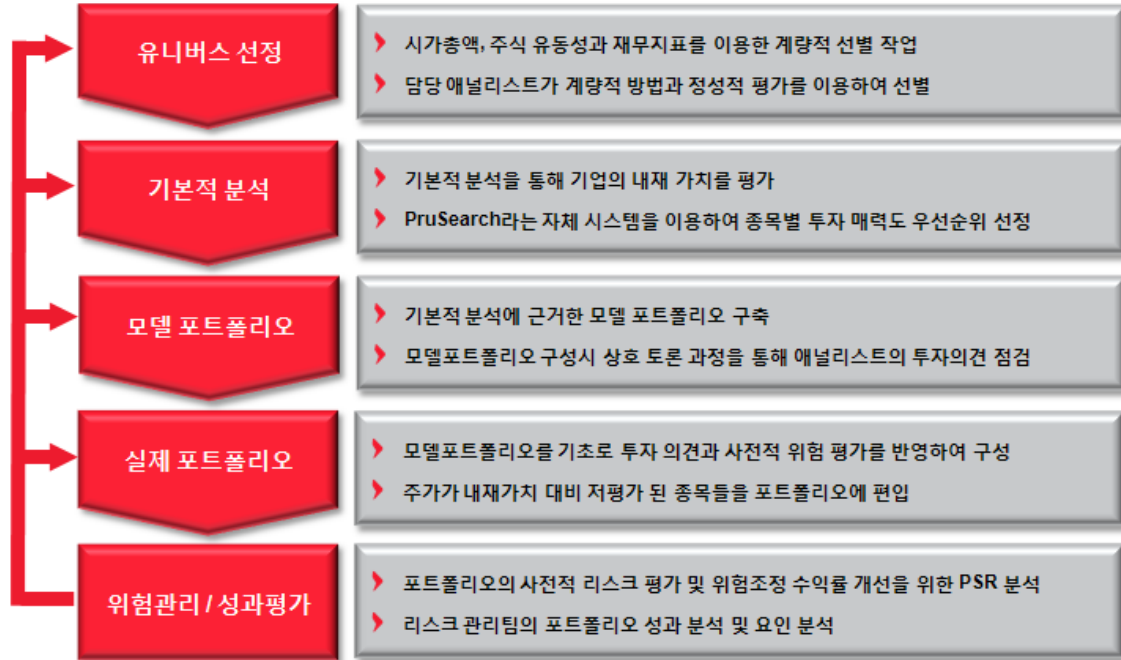 유니버스 선정
시가총액, 주식 유동성과 재무지표를 이용한 계량적 선별 작업
담당 애널리스트가 계량적 방법과 정성적 평가를 이용하여 선별
기본적 분석
기본적 분석을 통해 기업의 내재 가치를 평가
PruSearch라는 자체 시스템을 이용하여 종목별 투자 매력도 우선순위 선정
모델 포트폴리오
기본적 분석에 근거한 모델 포트폴리오 구축
모델포트폴리오 구성시 상호 토론 과정을 통해 애널리스트의 투자의견 점검
실제 포트폴리오
모델포트폴리오를 기초로 투자 의견과 사전적 위험 평가를 반영하여 구성
주가가 내재가치 대비 저평가 된 종목들을 포트폴리오에 편입
위험관리 / 성과평가
포트폴리오의 사전적 리스크 평가 및 위험조정 수익률 개선을 위한 PSR 분석
리스크 관리팀의 포트폴리오 성과 분석 및 요인 분석